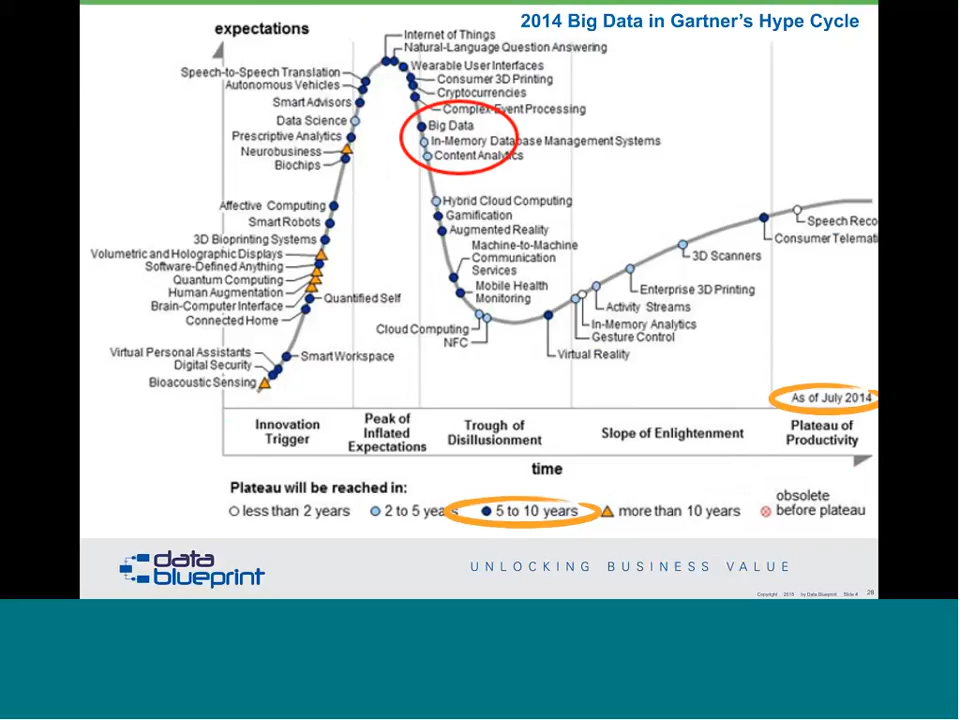 2014 Big Data in Gartner's Hype Cycle
expectations
Internet of Things
Natural-Language Question Answering
Wearable User Interfaces
Consumer 3D Printing
Cryptocurrencies
Complex-Event Processing
Big Data
In-Memory Database Management Systems
Content Analytics
Speech-to-Speech Translation
Autonomous Vehicles
Smart Advisors
Data Science
Prescriptive Analytics
Neurobusiness
Biochips
Affective Computing
Smart Robots
3D Bioprinting Systems
Volumetric and Holographic Displays
Software-Defined Anything
Quantum Computing
Human Augmentation
Brain-Computer Interface
Connected Home
Quantified Self
Virtual Personal Assistants
Digital Security
Bioacoustic Sensing
Smart Workspace
Hybrid Cloud Computing
Gamification
Augmented Reality
Machine-to-Machine
Communication
Services
Mobile Health
Monitoring
Cloud Computing
NFC
Virtual Reality
Gesture Control
In-Memory Analytics
Activity Streams
Enterprise 3D Printing
3D Scanners
Consumer Telemati
Speech Reco
As of July 2014
Innovation
Trigger
Peak of
Inflated
Expectations
Trough of
Disillusionment
Slope of Enlightenment
Plateau of
Productivity
time
Plateau will be reached in:
less than 2 years
2 to 5 years
5 to 10 years
more than 10 years
obsolete
before plateau
data
blueprint
UNLOCKING BUSINESS VALUE
Copyright 2015 by Data Blueprint Slide # 28